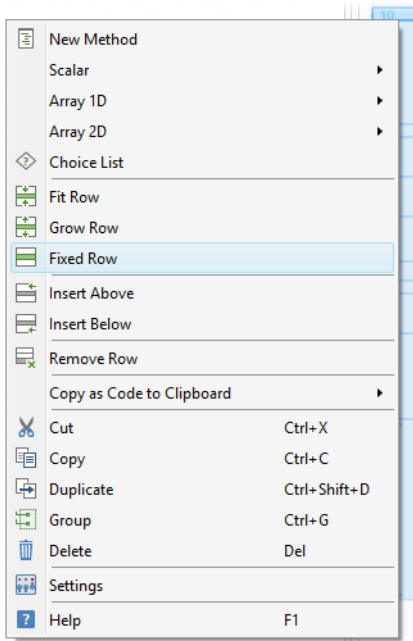 10
New Method
Scalar
Array 1D
Array 2D
Choice List
Fit Row
Grow Row
Fixed Row
Insert Above
Insert Below
Remove Row
Copy as Code to Clipboard
Cut Ctrl+X
Copy Ctrl+C
Duplicate Ctrl+Shift+D
Group Ctrl+G
Delete Del
Settings
? Help F1